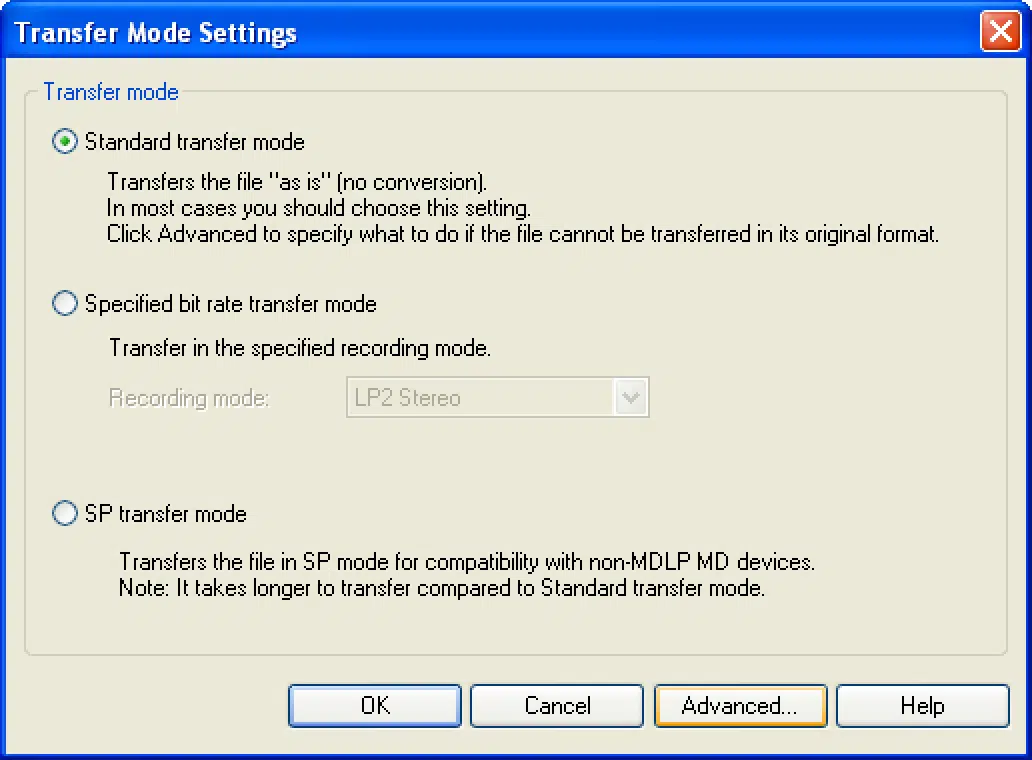 Transfer Mode Settings
Transfer mode
Standard transfer mode
Transfers the file "as is" (no conversion).
In most cases you should choose this setting.
Click Advanced to specify what to do if the file cannot be transferred in its original format.
Specified bit rate transfer mode
Transfer in the specified recording mode.
Recording mode: LP2 Stereo
SP transfer mode
Transfers the file in SP mode for compatibility with non-MDLP MD devices.
Note: It takes longer to transfer compared to Standard transfer mode.
OK Cancel Advanced... Help